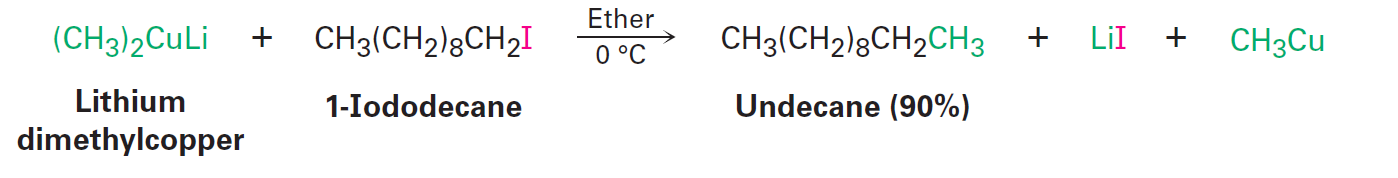 (CH₃)₂CuLi + CH₃(CH₂)₈CH₂I Ether 0 °C CH₃(CH₂)₈CH₂CH₃ + LiI + CH₃Cu
Lithium dimethylcopper 1-Iododecane Undecane (90%)